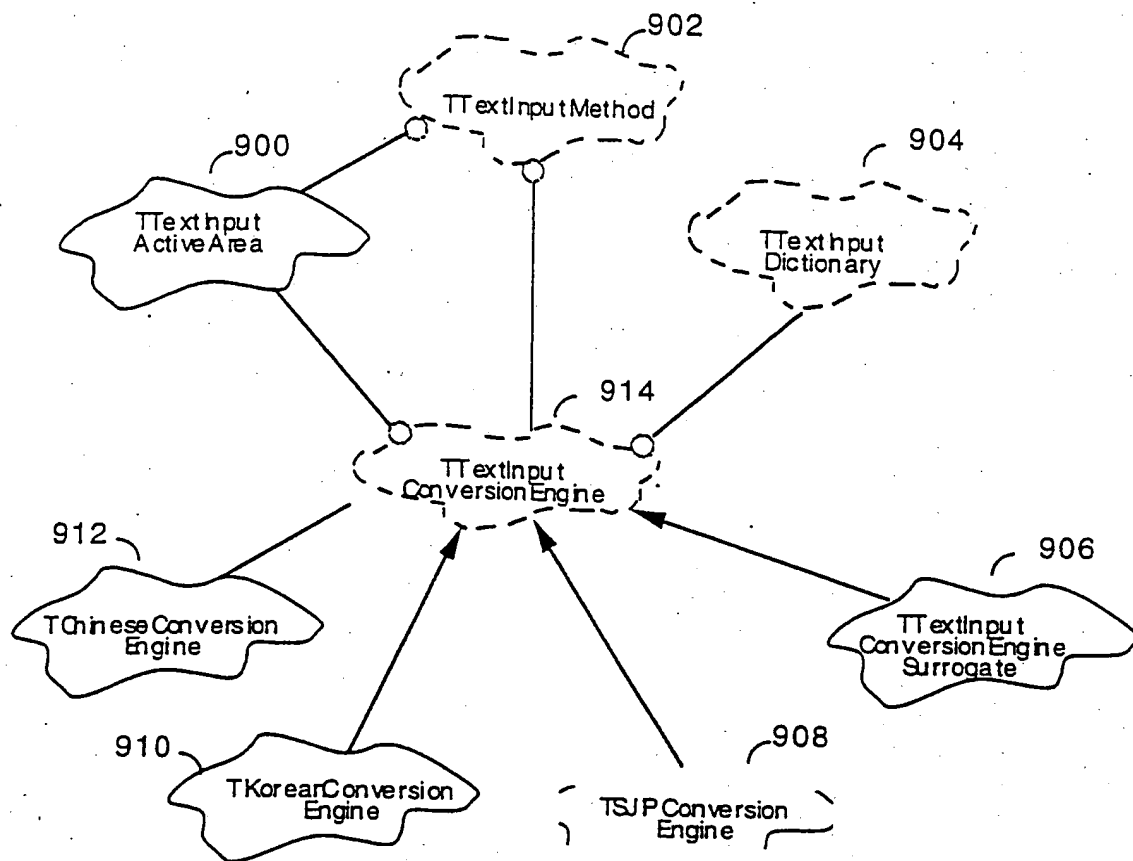 902
TTextInputMethod
900
904
TTextInput
ActiveArea
TTextInput
Dictionary
914
TTextInput
ConversionEngine
912
906
TChineseConversion
Engine
TTextInput
ConversionEngine
Surrogate
910
908
TKoreanConversion
Engine
TSJPConversion
Engine